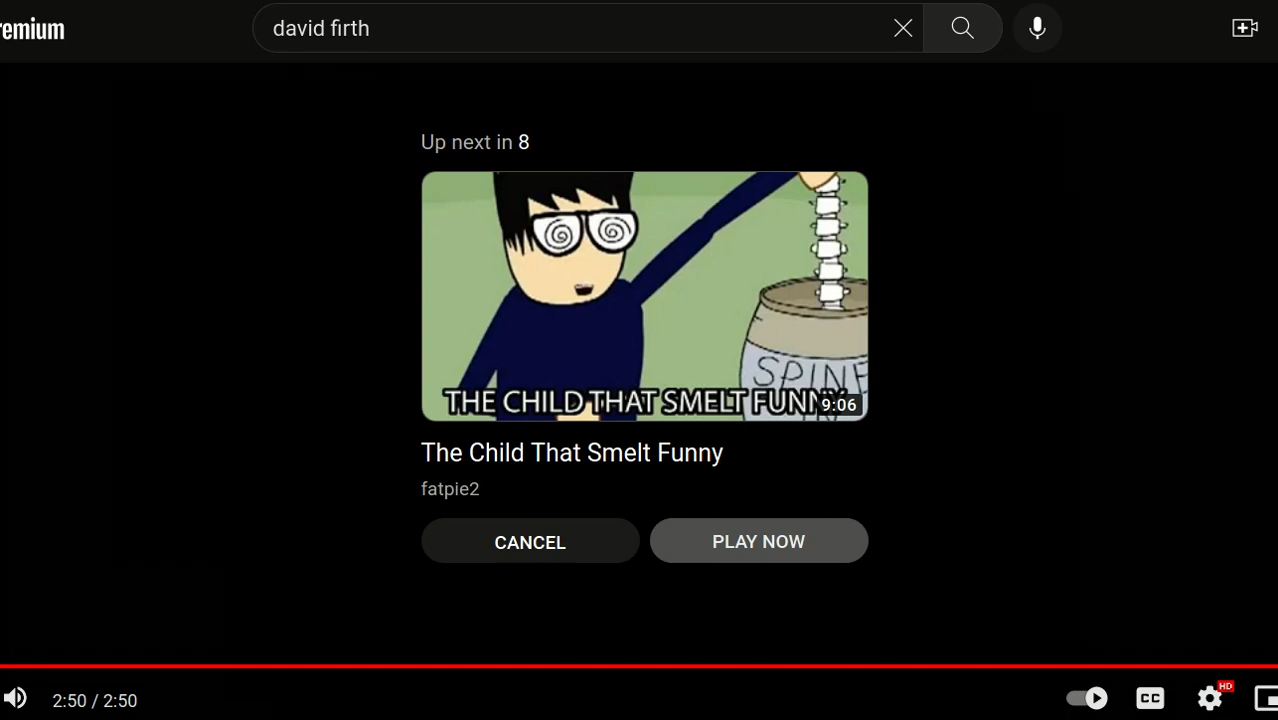 remium
david firth
Up next in 8
SPINE
THE CHILD THAT SMELT FUNNY
9:06
The Child That Smelt Funny
fatpie2
CANCEL
PLAY NOW
2:50 / 2:50
CC
HD